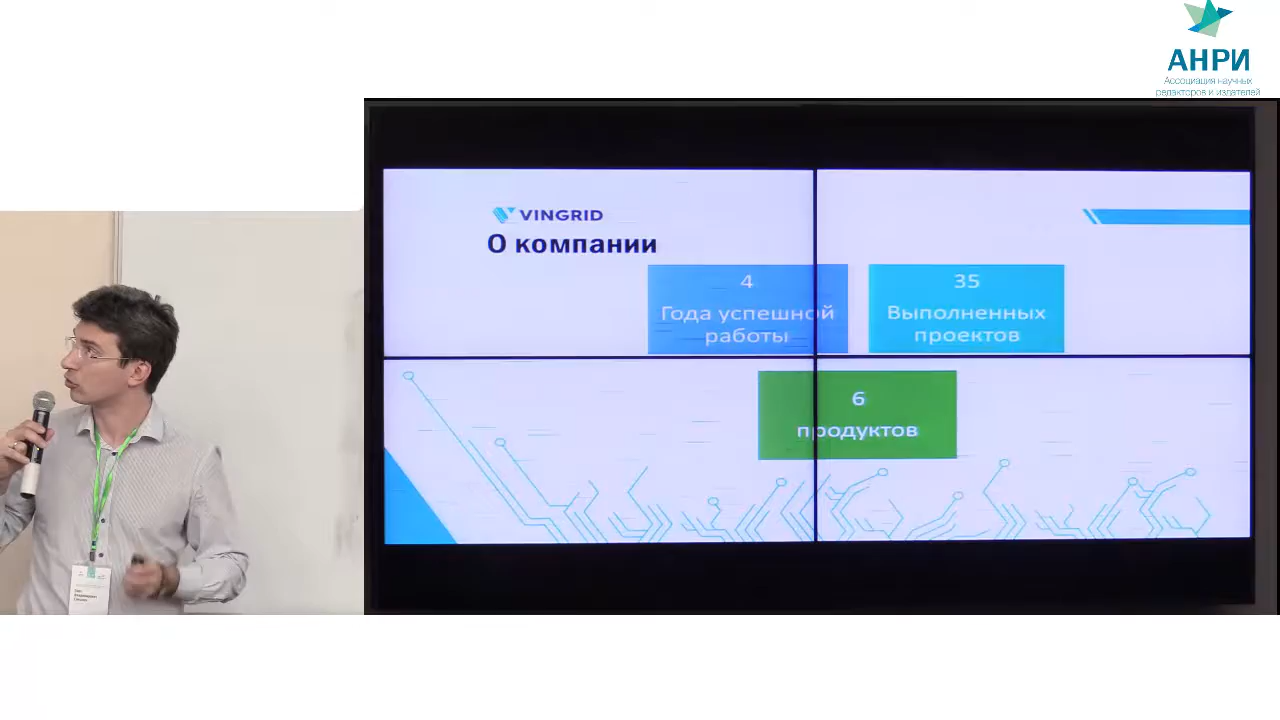 АНРИ
Ассоциация научных
редакторов и издателей
VINGRID
О компании
4
Года успешной
работы
35
Выполненных
проектов
6
продуктов